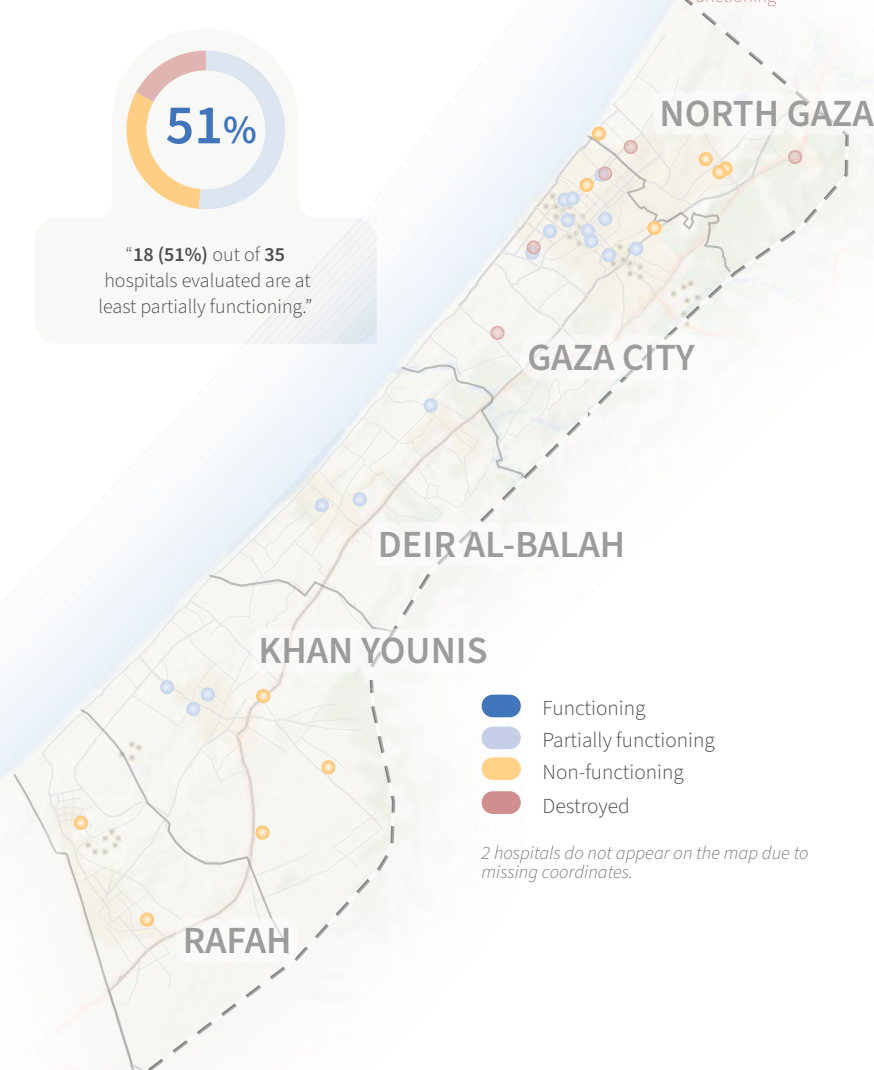 NORTH GAZA
51%
“18 (51%) out of 35
hospitals evaluated are at
least partially functioning.”
GAZA CITY
DEIR AL-BALAH
KHAN YOUNIS
Functioning
Partially functioning
Non-functioning
Destroyed
2 hospitals do not appear on the map due to
missing coordinates.
RAFAH